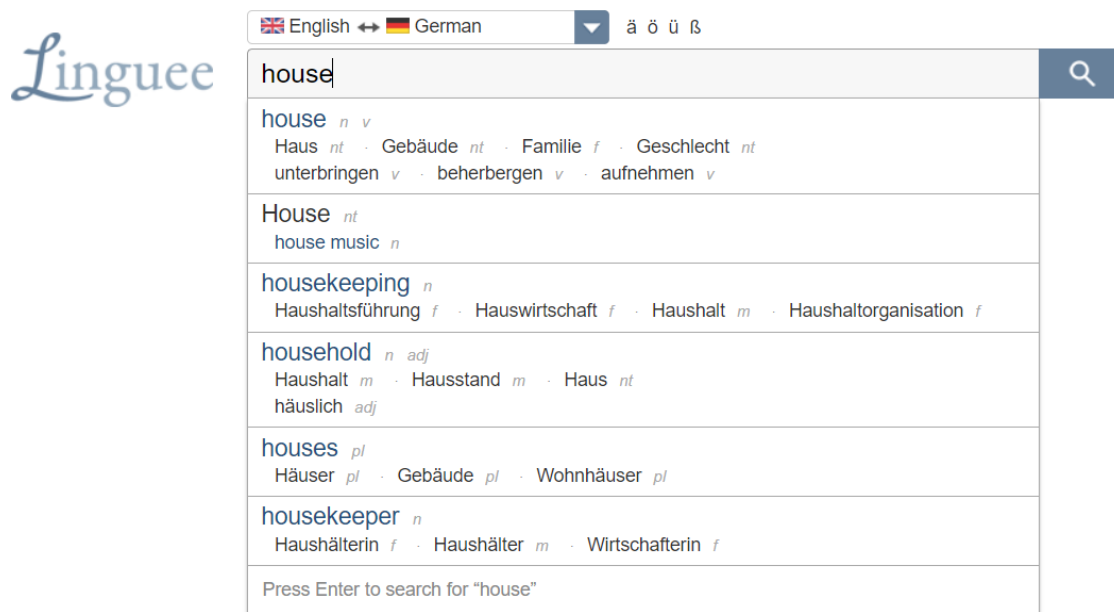 English ↔ German ä ö ü ß
Linguee
house
house n v
Haus nt · Gebäude nt · Familie f · Geschlecht nt
unterbringen v · beherbergen v · aufnehmen v
House nt
house music n
housekeeping n
Haushaltsführung f · Hauswirtschaft f · Haushalt m · Haushaltorganisation f
household n adj
Haushalt m · Hausstand m · Haus nt
häuslich adj
houses pl
Häuser pl · Gebäude pl · Wohnhäuser pl
housekeeper n
Haushälterin f · Haushälter m · Wirtschafterin f
Press Enter to search for “house”